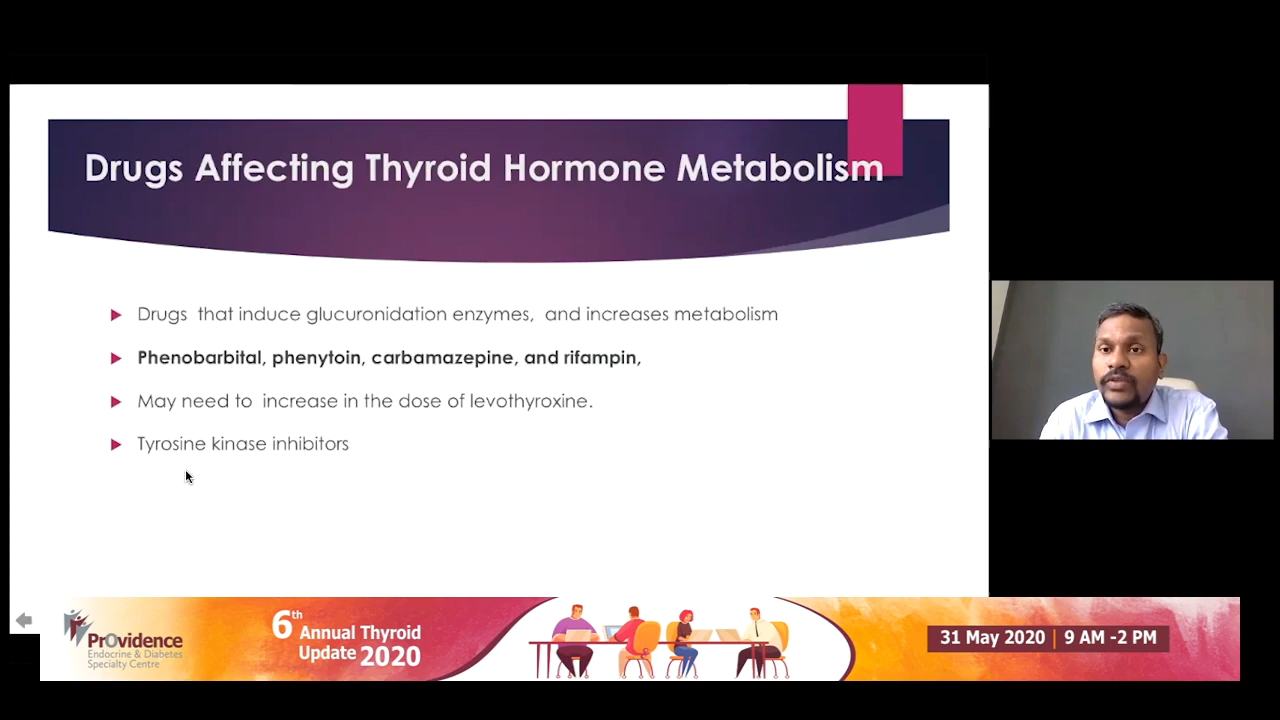 Drugs Affecting Thyroid Hormone Metabolism
Drugs that induce glucuronidation enzymes, and increases metabolism
Phenobarbital, phenytoin, carbamazepine, and rifampin,
May need to increase in the dose of levothyroxine.
Tyrosine kinase inhibitors
PrOvidence
Endocrine & Diabetes
Specialty Centre
6th Annual Thyroid
Update 2020
31 May 2020 | 9 AM -2 PM